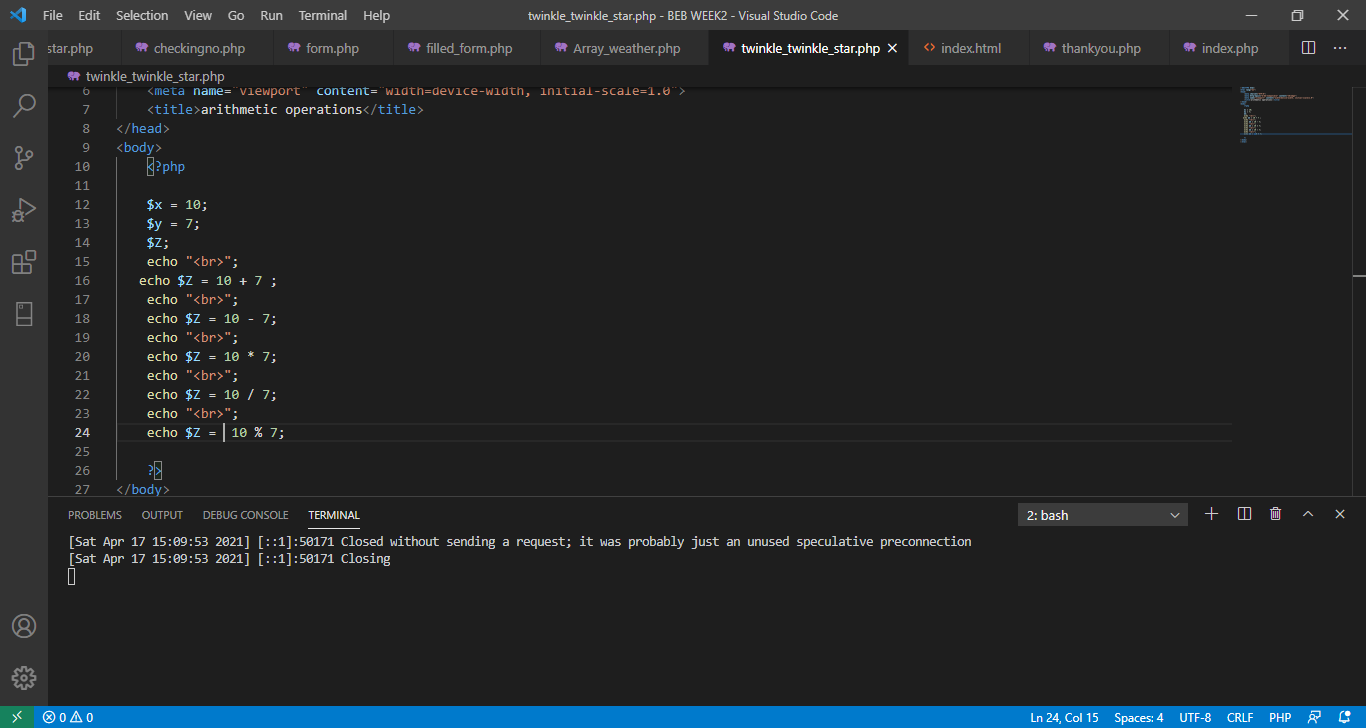 File Edit Selection View Go Run Terminal Help twinkle_twinkle_star.php - BEB WEEK2 - Visual Studio Code
star.php checkingno.php form.php filled_form.php Array_weather.php twinkle_twinkle_star.php index.html thankyou.php index.php
twinkle_twinkle_star.php
6 <meta name="viewport" content="width=device-width, initial-scale=1.0">
7 <title>arithmetic operations</title>
8 </head>
9 <body>
10 <?php
11
12 $x = 10;
13 $y = 7;
14 $Z;
15 echo "<br>";
16 echo $Z = 10 + 7 ;
17 echo "<br>";
18 echo $Z = 10 - 7;
19 echo "<br>";
20 echo $Z = 10 * 7;
21 echo "<br>";
22 echo $Z = 10 / 7;
23 echo "<br>";
24 echo $Z =  10 % 7;
25
26 ?>
27 </body>
PROBLEMS OUTPUT DEBUG CONSOLE TERMINAL 2: bash
[Sat Apr 17 15:09:53 2021] [::1]:50171 Closed without sending a request; it was probably just an unused speculative preconnection
[Sat Apr 17 15:09:53 2021] [::1]:50171 Closing
0 0 Ln 24, Col 15 Spaces: 4 UTF-8 CRLF PHP